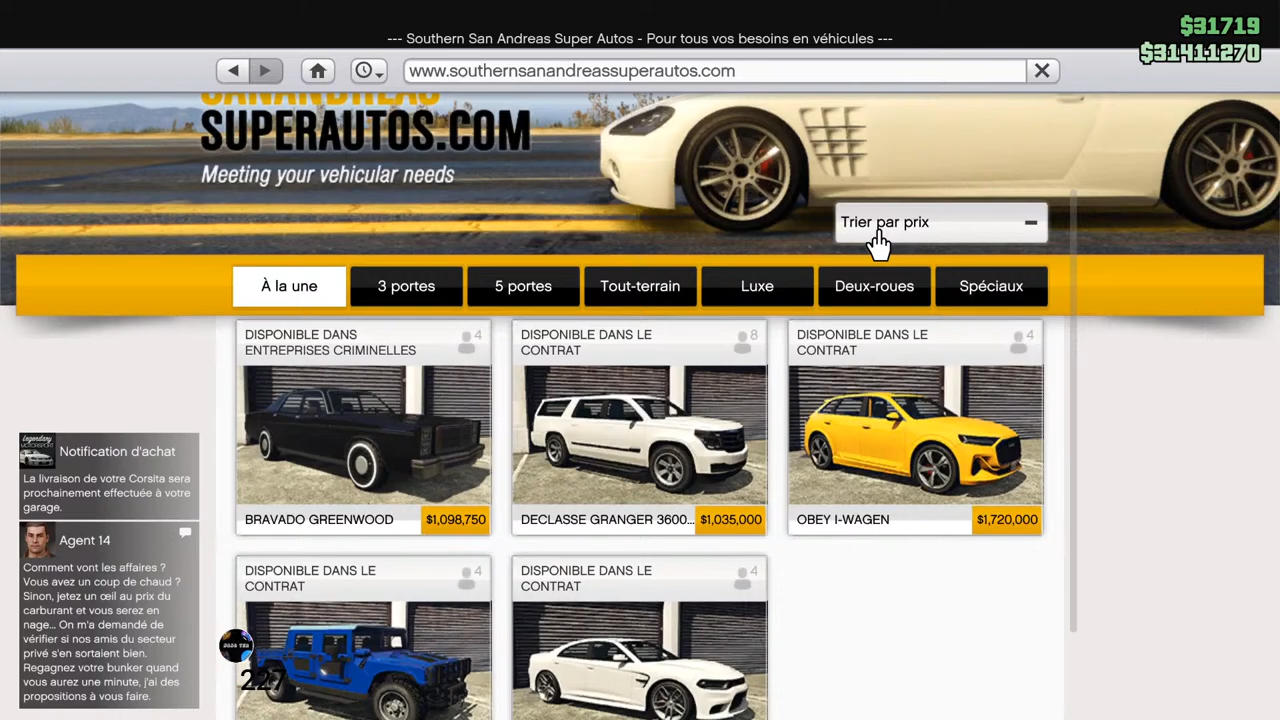 $31719
--- Southern San Andreas Super Autos - Pour tous vos besoins en véhicules ---
$31411270
www.southernsanandreassuperautos.com
SANANDREAS
SUPERAUTOS.COM
Meeting your vehicular needs
Trier par prix
À la une
3 portes
5 portes
Tout-terrain
Luxe
Deux-roues
Spéciaux
DISPONIBLE DANS
ENTREPRISES CRIMINELLES
4
BRAVADO GREENWOOD
$1,098,750
DISPONIBLE DANS LE
CONTRAT
8
DECLASSE GRANGER 3600...
$1,035,000
DISPONIBLE DANS LE
CONTRAT
4
OBEY I-WAGEN
$1,720,000
DISPONIBLE DANS LE
CONTRAT
4
DISPONIBLE DANS LE
CONTRAT
4
Legendary
MOTORSPORT
Notification d'achat
La livraison de votre Corsita sera
prochainement effectuée à votre
garage.
Agent 14
Comment vont les affaires ?
Vous avez un coup de chaud ?
Sinon, jetez un œil au prix du
carburant et vous serez en
nage... On m'a demandé de
vérifier si nos amis du secteur
privé s'en sortaient bien.
Regagnez votre bunker quand
vous aurez une minute, j'ai des
propositions à vous faire.
227